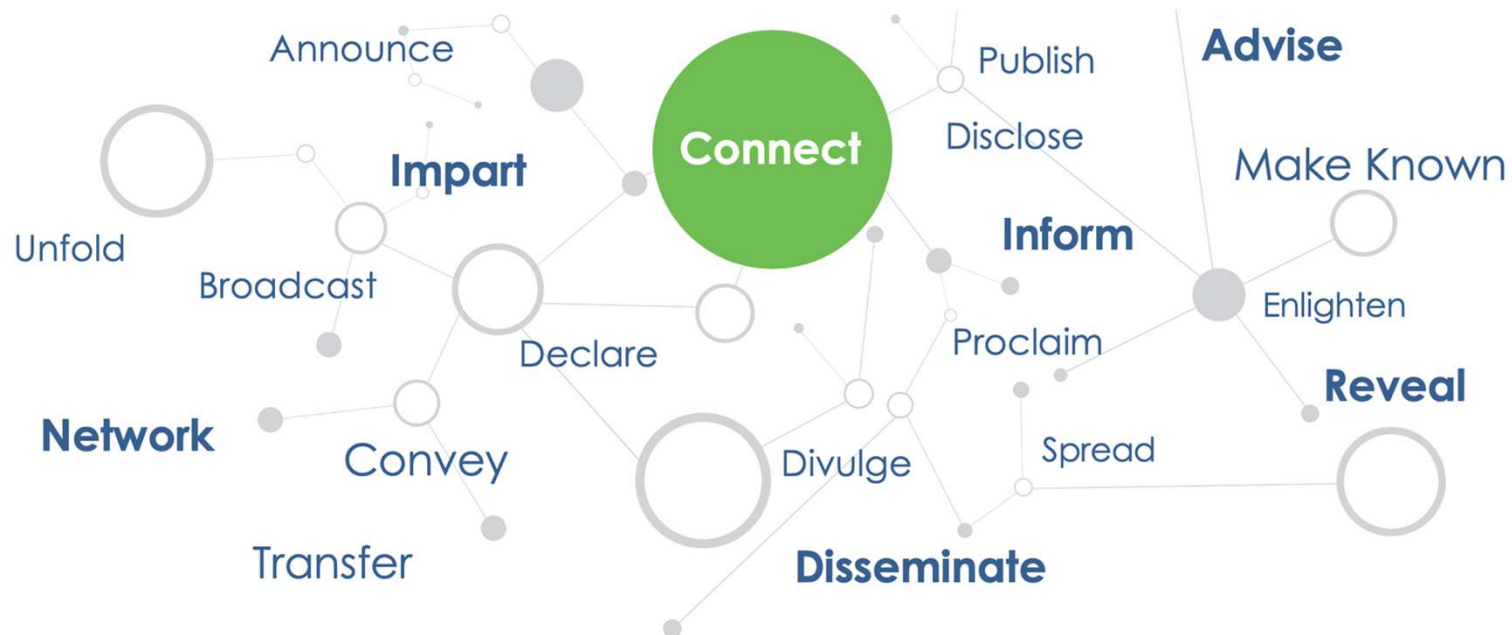 Announce
Connect
Publish
Advise
Impart
Disclose
Make Known
Unfold
Broadcast
Inform
Enlighten
Declare
Proclaim
Reveal
Network
Convey
Divulge
Spread
Transfer
Disseminate